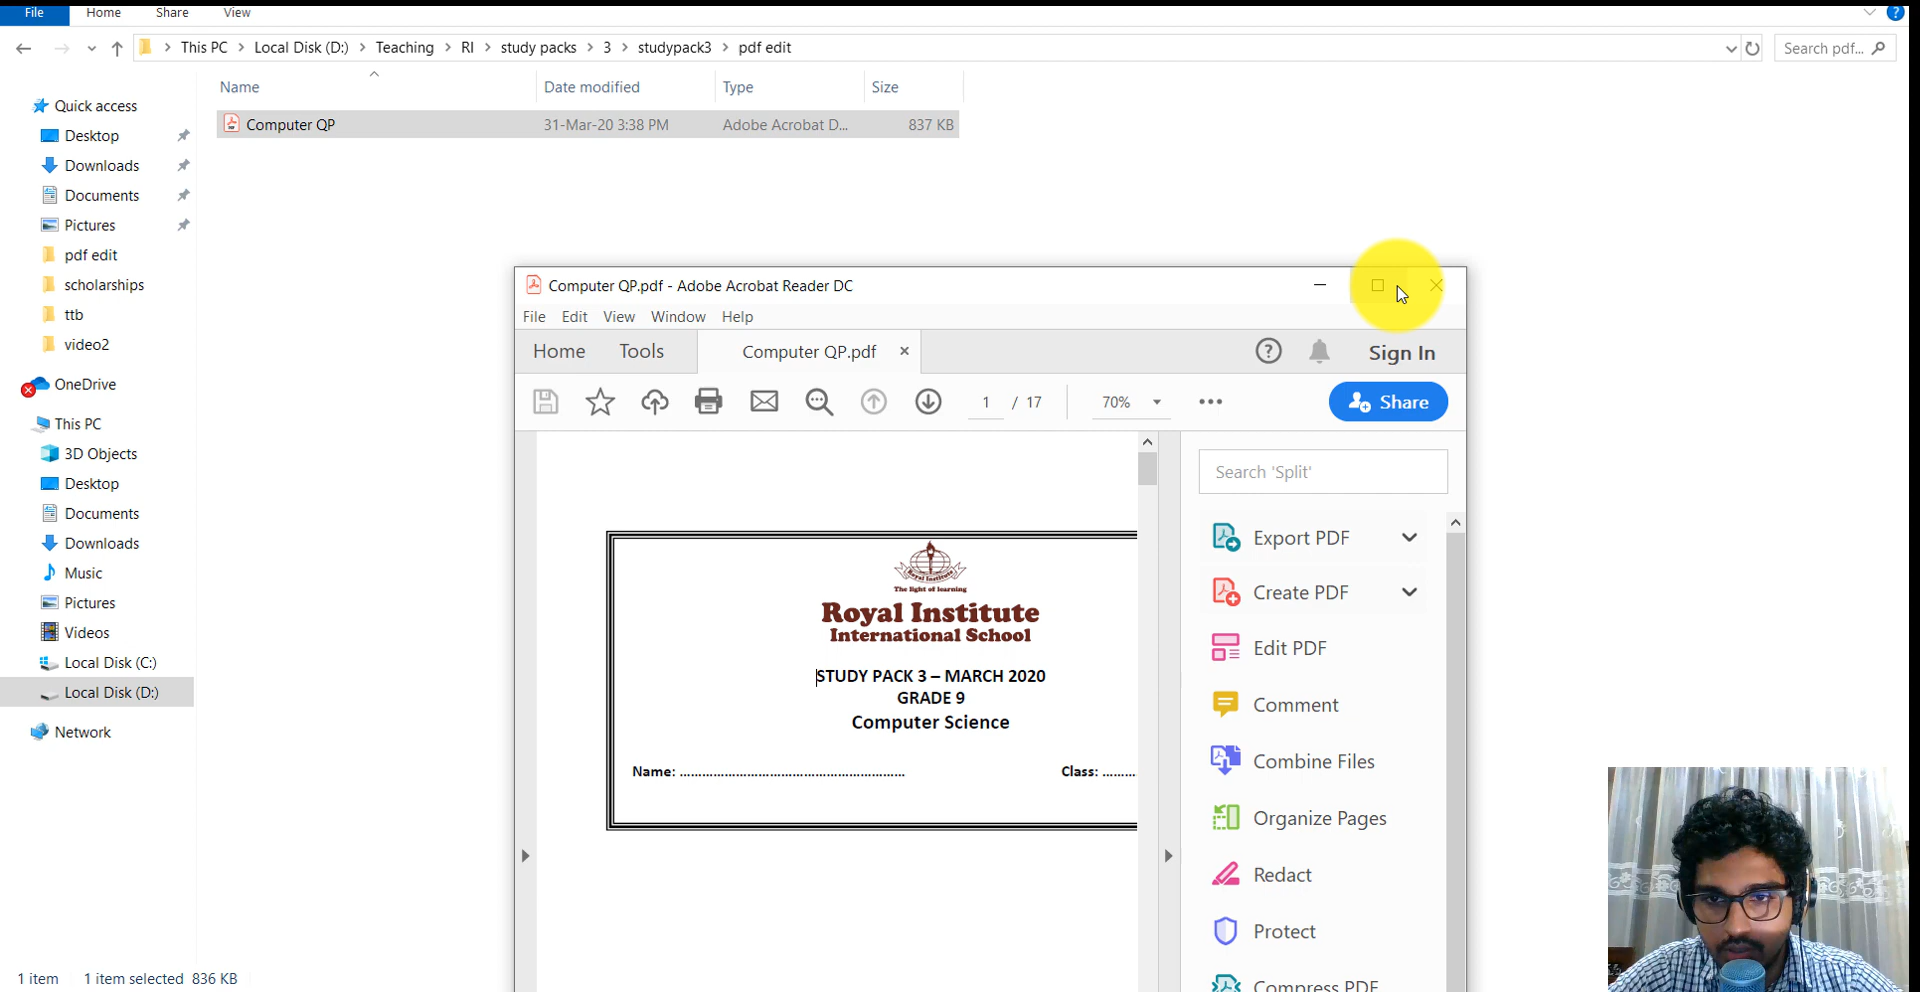 File Home Share View
This PC > Local Disk (D:) > Teaching > RI > study packs > 3 > studypack3 > pdf edit
Search pdf...
Name Date modified Type Size
Computer QP 31-Mar-20 3:38 PM Adobe Acrobat D... 837 KB
Quick access
Desktop
Downloads
Documents
Pictures
pdf edit
scholarships
ttb
video2
OneDrive
This PC
3D Objects
Desktop
Documents
Downloads
Music
Pictures
Videos
Local Disk (C:)
Local Disk (D:)
Network
1 item 1 item selected 836 KB
Computer QP.pdf - Adobe Acrobat Reader DC
File Edit View Window Help
Home Tools Computer QP.pdf × Sign In
1 / 17 70% Share
Royal Institute
The light of learning
Royal Institute
International School
STUDY PACK 3 – MARCH 2020
GRADE 9
Computer Science
Name: .................................................. Class: ........
Search 'Split'
Export PDF
Create PDF
Edit PDF
Comment
Combine Files
Organize Pages
Redact
Protect
Compress PDF